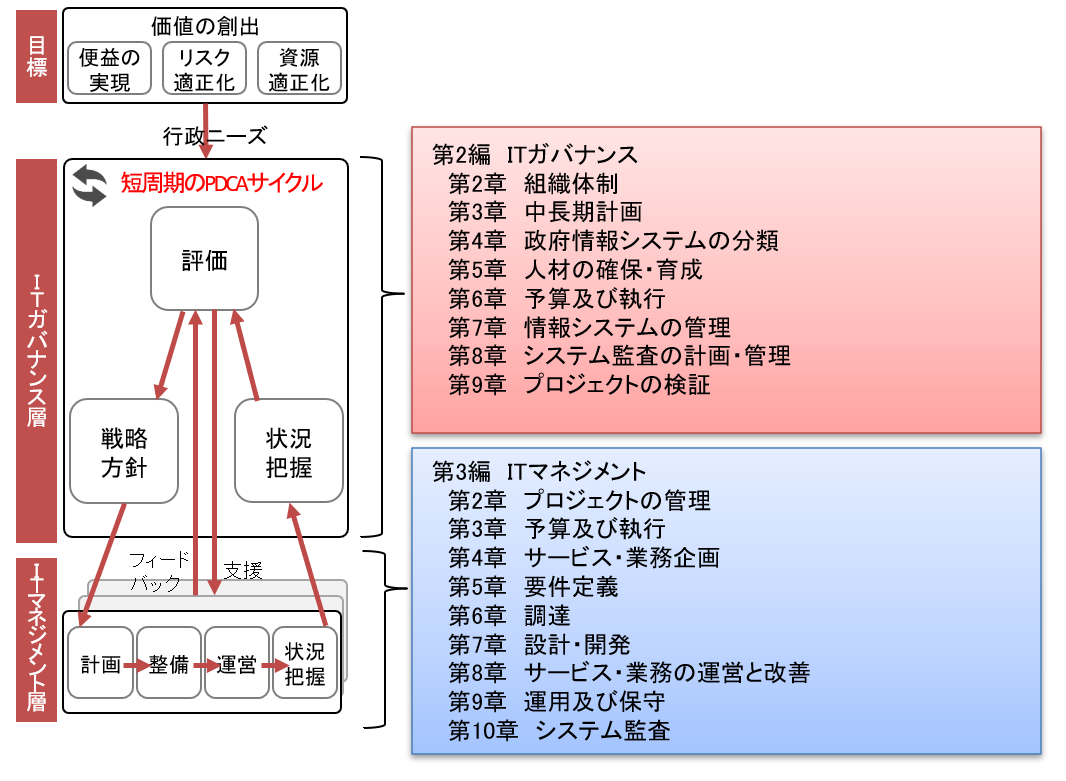 目標
価値の創出
便益の
実現
リスク
適正化
資源
適正化
行政ニーズ
ITガバナンス層
短周期のPDCAサイクル
評価
戦略
方針
状況
把握
フィード
バック
支援
ITマネジメント層
計画
整備
運営
状況
把握
第2編 ITガバナンス
第2章 組織体制
第3章 中長期計画
第4章 政府情報システムの分類
第5章 人材の確保・育成
第6章 予算及び執行
第7章 情報システムの管理
第8章 システム監査の計画・管理
第9章 プロジェクトの検証
第3編 ITマネジメント
第2章 プロジェクトの管理
第3章 予算及び執行
第4章 サービス・業務企画
第5章 要件定義
第6章 調達
第7章 設計・開発
第8章 サービス・業務の運営と改善
第9章 運用及び保守
第10章 システム監査